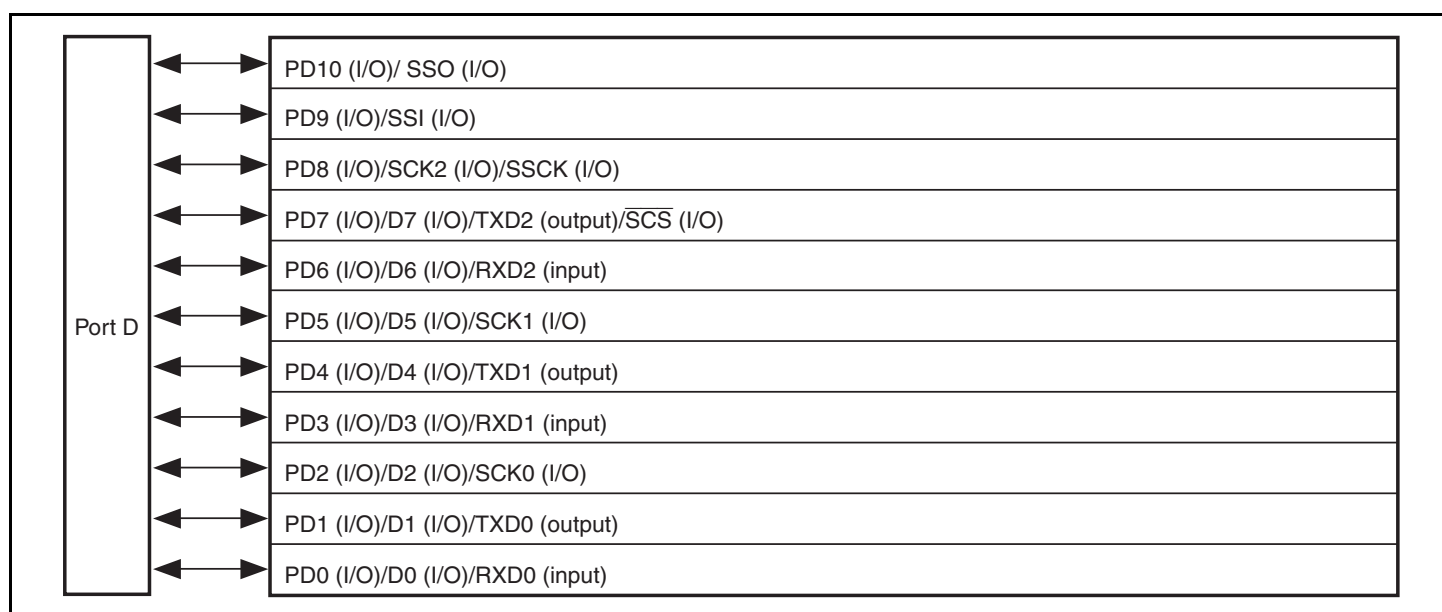 Port D
PD10 (I/O)/ SSO (I/O)
PD9 (I/O)/SSI (I/O)
PD8 (I/O)/SCK2 (I/O)/SSCK (I/O)
PD7 (I/O)/D7 (I/O)/TXD2 (output)/S̅C̅S̅ (I/O)
PD6 (I/O)/D6 (I/O)/RXD2 (input)
PD5 (I/O)/D5 (I/O)/SCK1 (I/O)
PD4 (I/O)/D4 (I/O)/TXD1 (output)
PD3 (I/O)/D3 (I/O)/RXD1 (input)
PD2 (I/O)/D2 (I/O)/SCK0 (I/O)
PD1 (I/O)/D1 (I/O)/TXD0 (output)
PD0 (I/O)/D0 (I/O)/RXD0 (input)